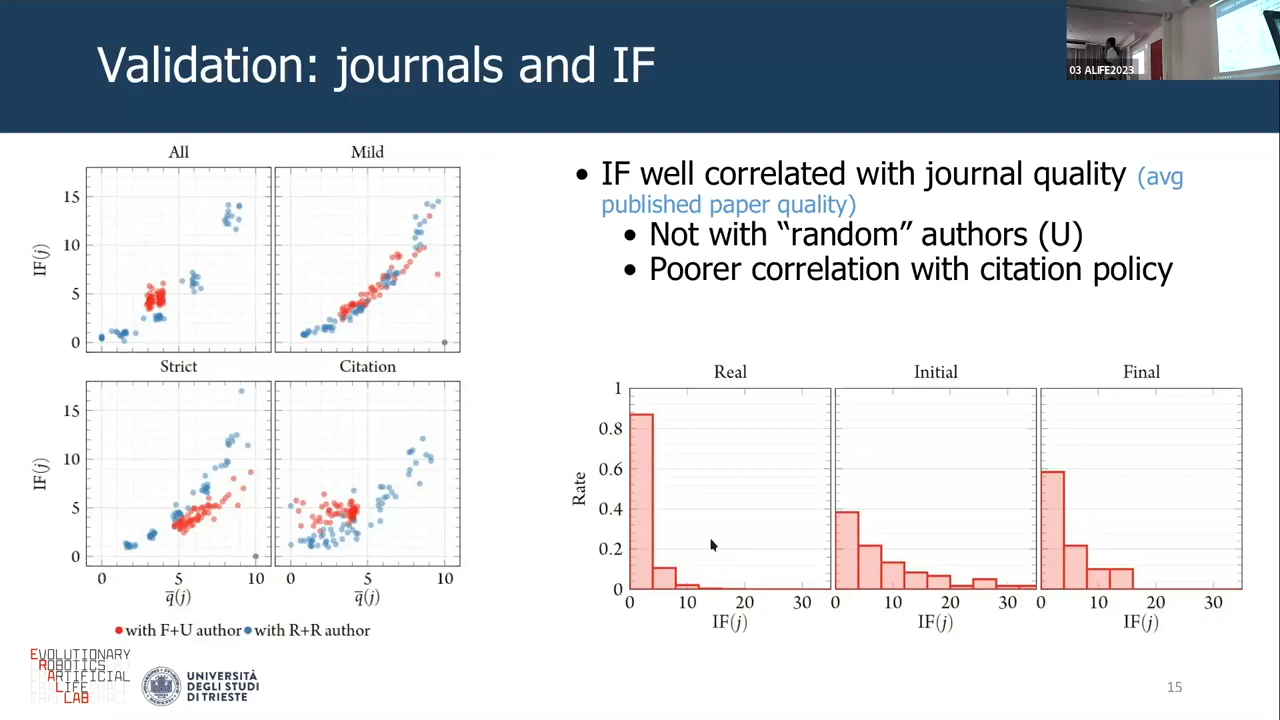 Validation: journals and IF
03 ALIFE2023
All
Mild
IF(j)
15
10
5
0
Strict
Citation
IF(j)
15
10
5
0
0
5
10
0
5
10
q̅(j)
q̅(j)
with F+U author
with R+R author
• IF well correlated with journal quality (avg
published paper quality)
• Not with “random” authors (U)
• Poorer correlation with citation policy
Real
Initial
Final
Rate
1
0.8
0.6
0.4
0.2
0
0
10
20
30
0
10
20
30
0
10
20
30
IF(j)
IF(j)
IF(j)
EVOLUTIONARY
ROBOTICS
ARTIFICIAL
LIFE
LAB
UNIVERSITÀ
DEGLI STUDI
DI TRIESTE
15